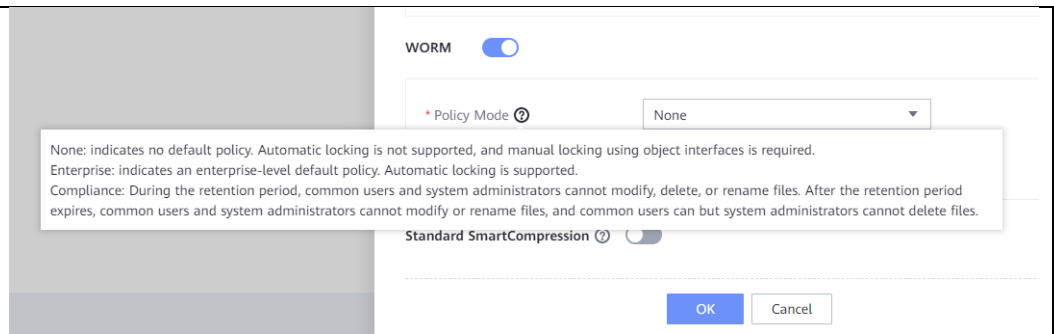 WORM
* Policy Mode ?
None
None: indicates no default policy. Automatic locking is not supported, and manual locking using object interfaces is required.
Enterprise: indicates an enterprise-level default policy. Automatic locking is supported.
Compliance: During the retention period, common users and system administrators cannot modify, delete, or rename files. After the retention period
expires, common users and system administrators cannot modify or rename files, and common users can but system administrators cannot delete files.
Standard SmartCompression ?
OK
Cancel